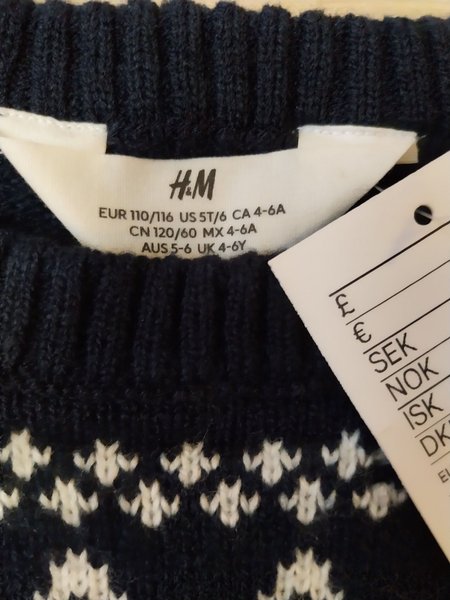 H&M
EUR 110/116 US 5T/6 CA 4-6A
CN 120/60 MX 4-6A
AUS 5-6 UK 4-6Y
£
€
SEK
NOK
ISK